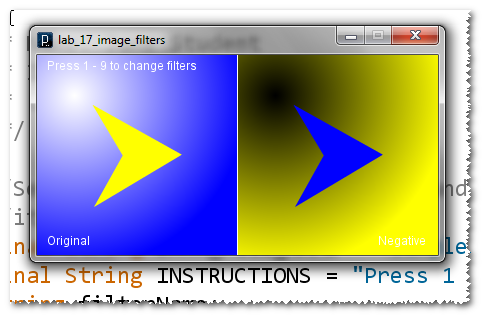 lab_17_image_filters
Press 1 - 9 to change filters
Original
Negative
nal String INSTRUCTIONS = "Press 1